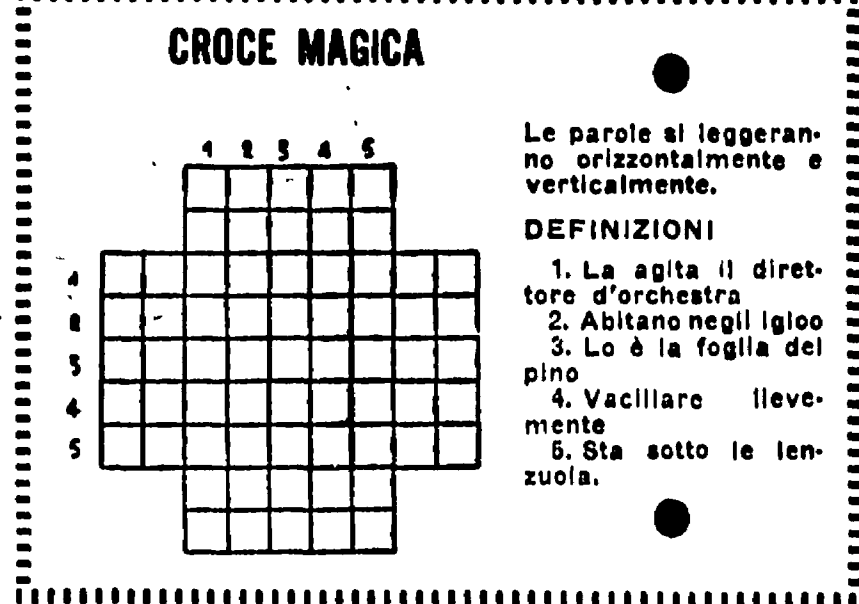 CROCE MAGICA
1 2 3 4 5
1
2
3
4
5
Le parole si leggeran-
no orizzontalmente e
verticalmente.
DEFINIZIONI
1. La agita il diret-
tore d'orchestra
2. Abitano negli igloo
3. Lo è la foglia del
pino
4. Vacillare lieve-
mente
5. Sta sotto le len-
zuola.